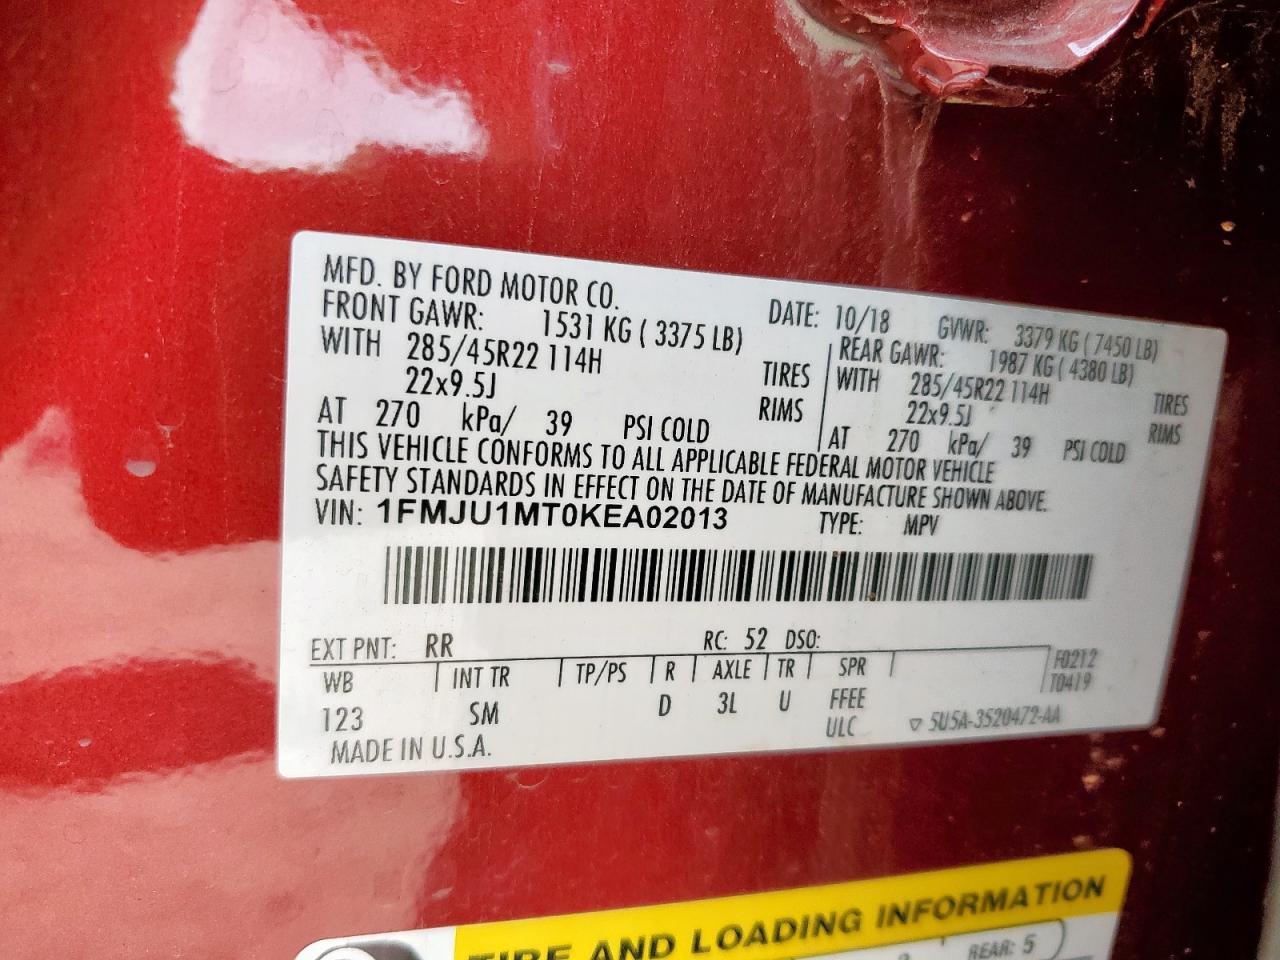 MFD. BY FORD MOTOR CO.
DATE: 10/18 GVWR: 3379 KG ( 7450 LB)
FRONT GAWR: 1531 KG ( 3375 LB)
WITH 285/45R22 114H TIRES
22x9.5J RIMS
AT 270 kPa/ 39 PSI COLD
REAR GAWR: 1987 KG ( 4380 LB)
WITH 285/45R22 114H TIRES
22x9.5J RIMS
AT 270 kPa/ 39 PSI COLD
THIS VEHICLE CONFORMS TO ALL APPLICABLE FEDERAL MOTOR VEHICLE
SAFETY STANDARDS IN EFFECT ON THE DATE OF MANUFACTURE SHOWN ABOVE.
VIN: 1FMJU1MT0KEA02013 TYPE: MPV
EXT PNT: RR RC: 52 DSO:
WB INT TR TP/PS R AXLE TR SPR F0212
T0419
123 SM D 3L U FFEE
ULC ▽ 5U5A-3520472-AA
MADE IN U.S.A.
TIRE AND LOADING INFORMATION
REAR: 5